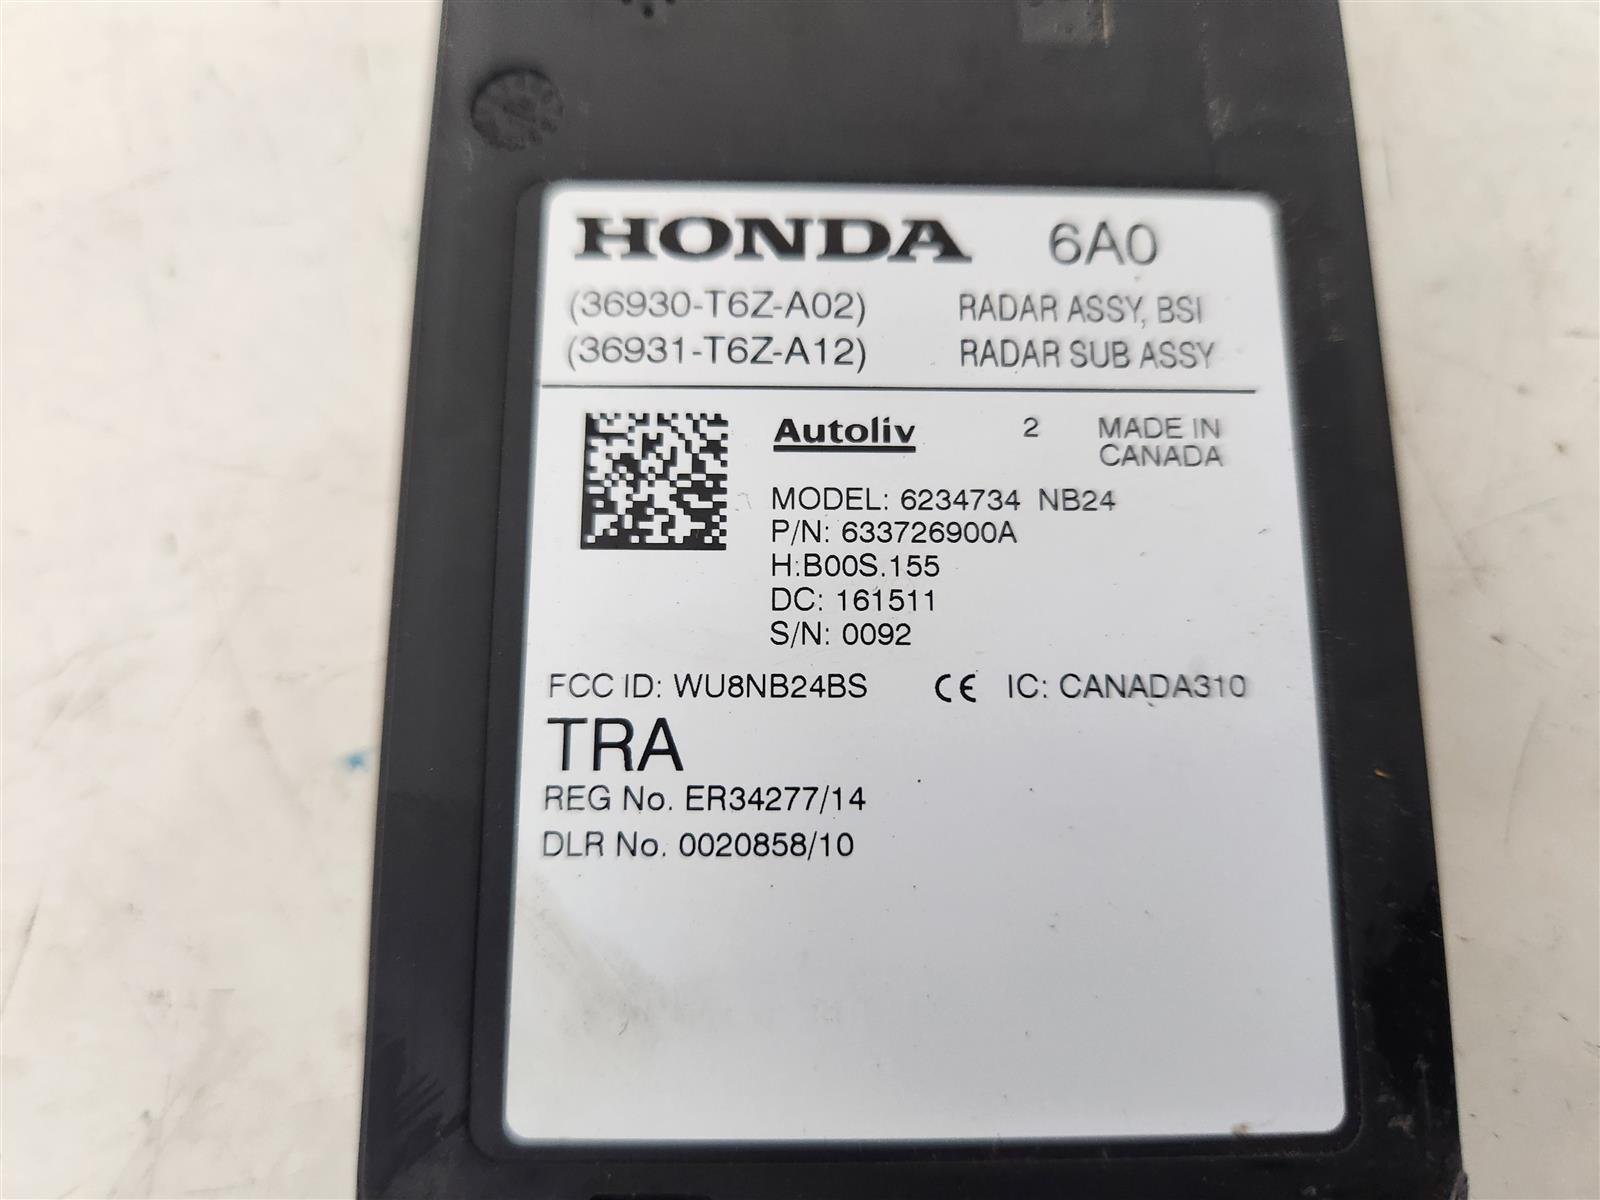 HONDA 6A0
(36930-T6Z-A02) RADAR ASSY, BSI
(36931-T6Z-A12) RADAR SUB ASSY
Autoliv 2 MADE IN
CANADA
MODEL: 6234734 NB24
P/N: 633726900A
H:B00S.155
DC: 161511
S/N: 0092
FCC ID: WU8NB24BS CE IC: CANADA310
TRA
REG No. ER34277/14
DLR No. 0020858/10